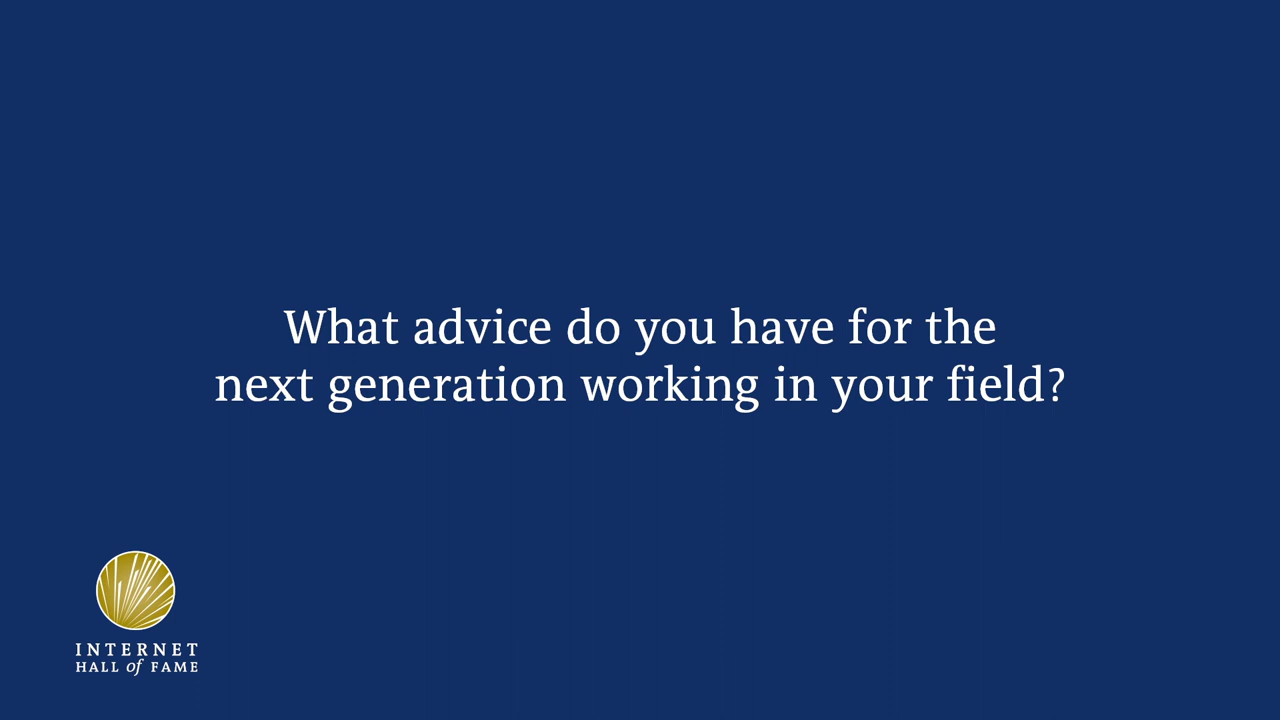 What advice do you have for the
next generation working in your field?
INTERNET
HALL of FAME